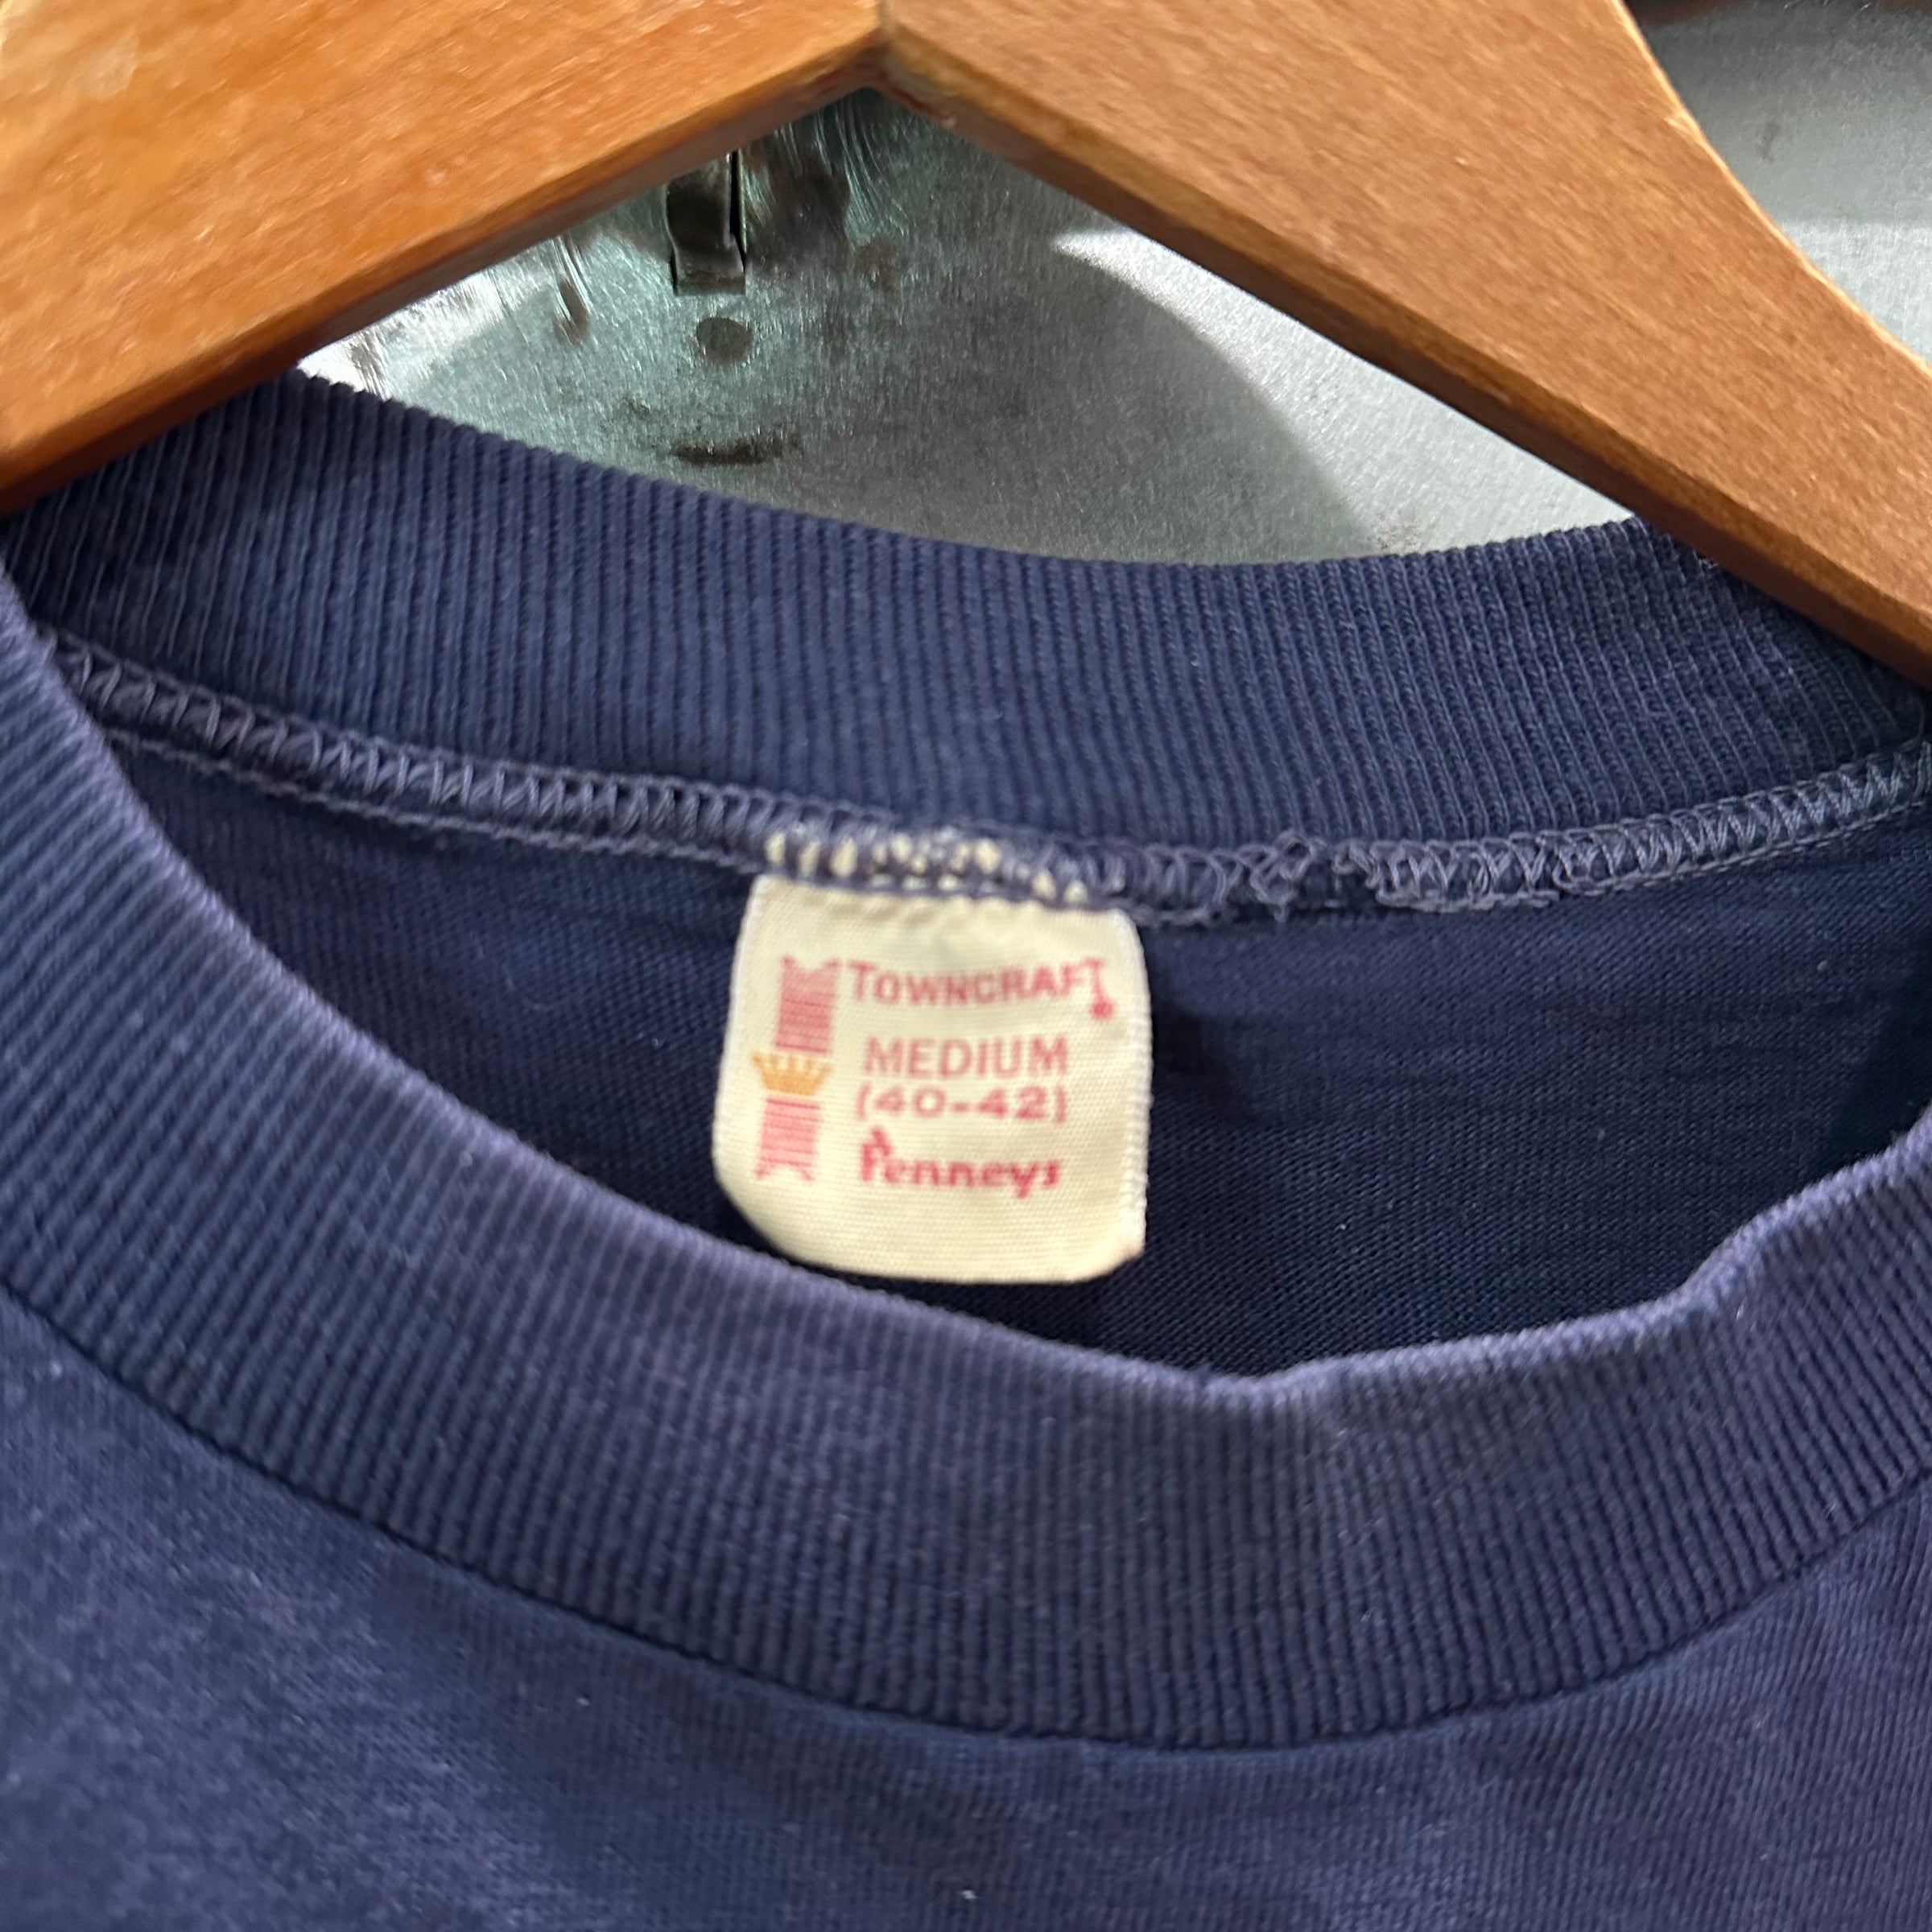 TOWNCRAFT
MEDIUM
(40-42)
Penneys